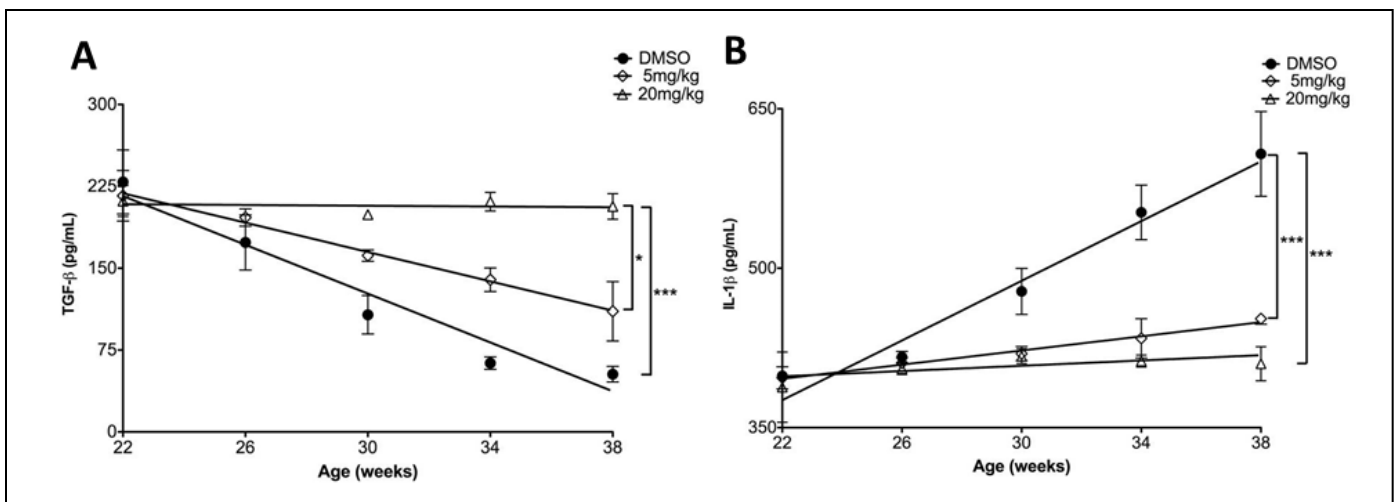 A
DMSO
5mg/kg
20mg/kg
300
225
150
75
0
TGF-β (pg/mL)
22 26 30 34 38
Age (weeks)
*
***
B
DMSO
5mg/kg
20mg/kg
650
500
350
IL-1β (pg/mL)
22 26 30 34 38
Age (weeks)
***
***